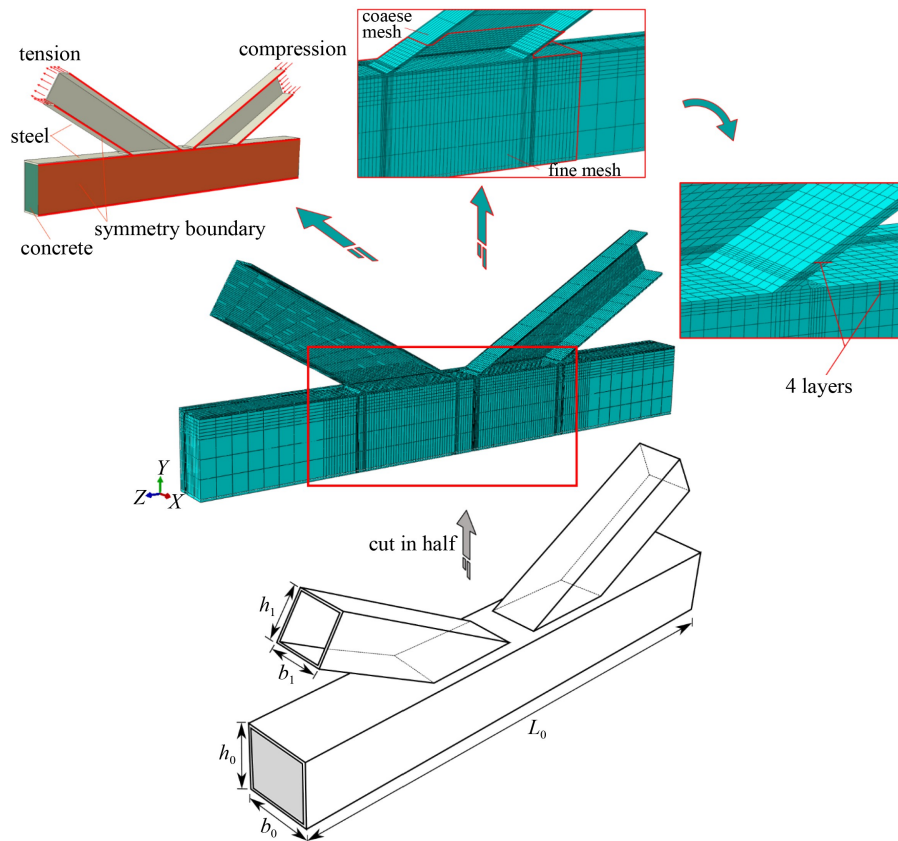 coaese
mesh
fine mesh
tension
compression
steel
symmetry boundary
concrete
4 layers
Y
Z
X
cut in half
h1
b1
L0
h0
b0